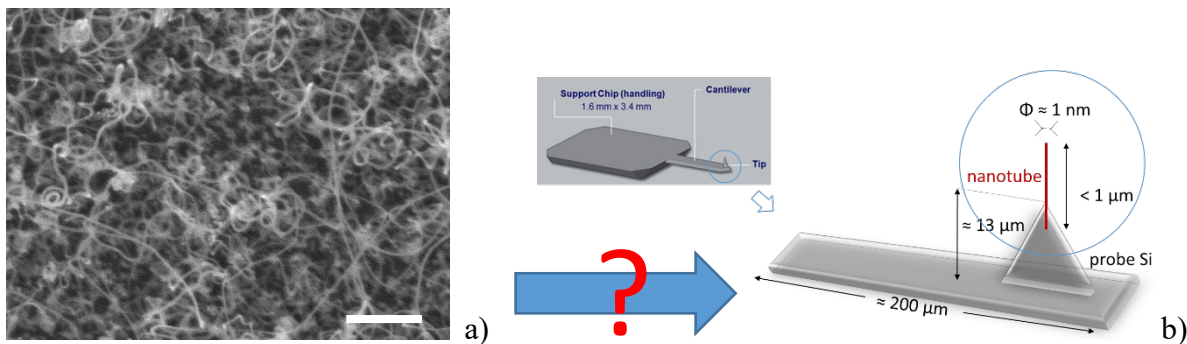 a)
Support Chip (handling)
1.6 mm x 3.4 mm
Cantilever
Tip
?
Φ ≈ 1 nm
nanotube
< 1 µm
≈ 13 µm
probe Si
≈ 200 µm
b)